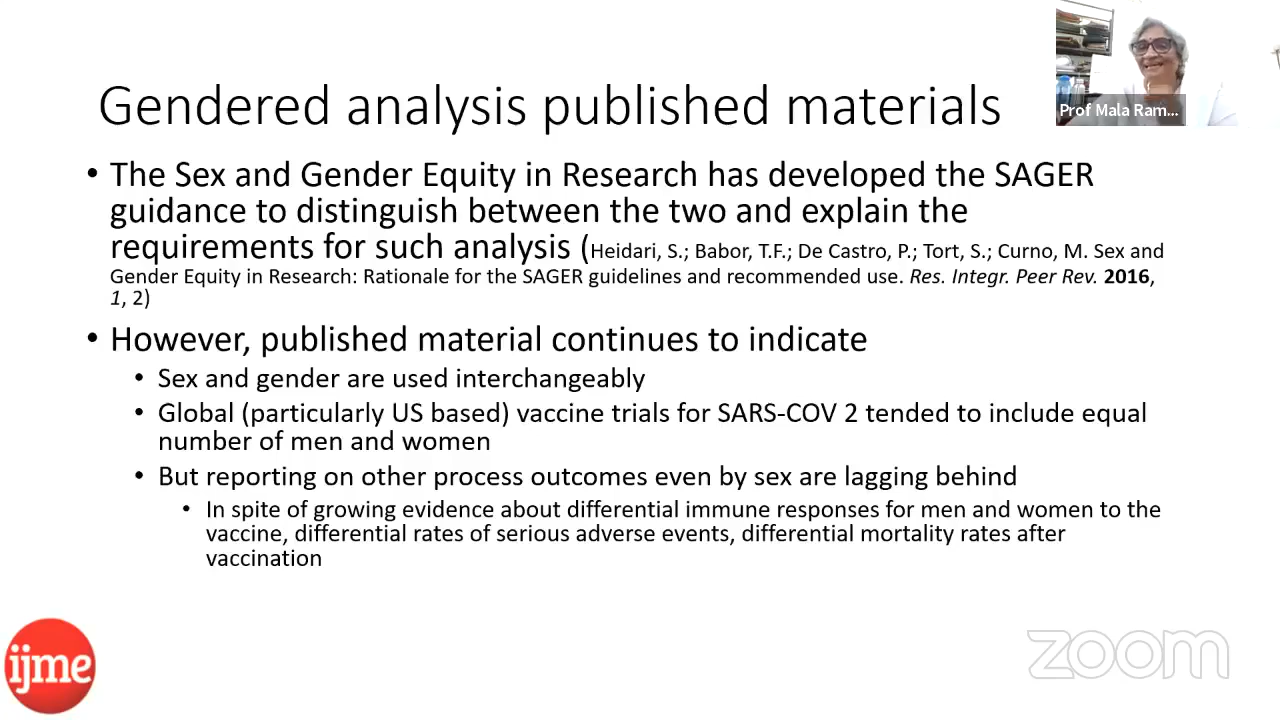 Gendered analysis published materials
Prof Mala Ram...
• The Sex and Gender Equity in Research has developed the SAGER
guidance to distinguish between the two and explain the
requirements for such analysis (Heidari, S.; Babor, T.F.; De Castro, P.; Tort, S.; Curno, M. Sex and
Gender Equity in Research: Rationale for the SAGER guidelines and recommended use. Res. Integr. Peer Rev. 2016,
1, 2)
• However, published material continues to indicate
• Sex and gender are used interchangeably
• Global (particularly US based) vaccine trials for SARS-COV 2 tended to include equal
number of men and women
• But reporting on other process outcomes even by sex are lagging behind
• In spite of growing evidence about differential immune responses for men and women to the
vaccine, differential rates of serious adverse events, differential mortality rates after
vaccination
ijme
zoom